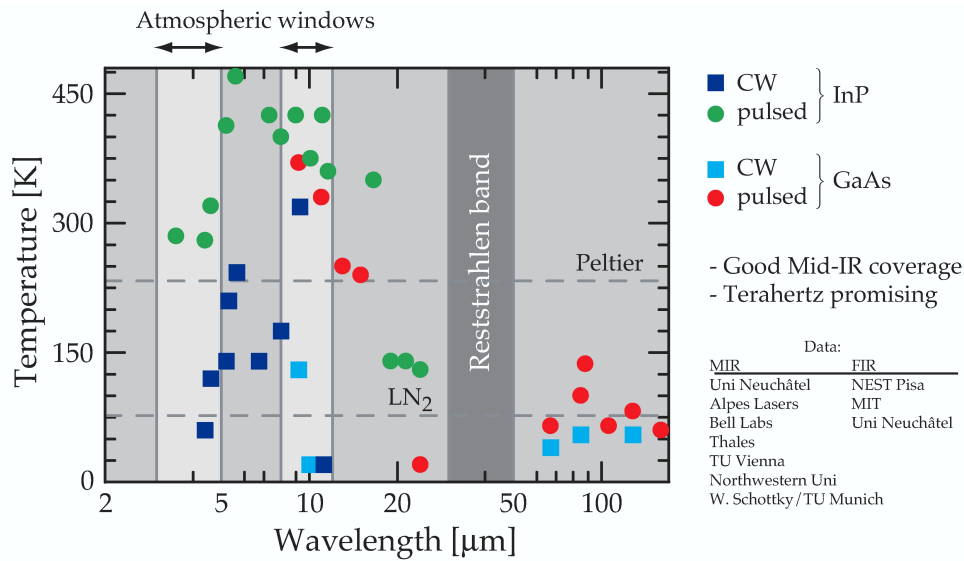 Atmospheric windows
450
300
150
0
Temperature [K]
2
5
10
20
50
100
Wavelength [µm]
Peltier
LN2
Reststrahlen band
CW
pulsed
InP
CW
pulsed
GaAs
- Good Mid-IR coverage
- Terahertz promising
Data:
MIR FIR
Uni Neuchâtel NEST Pisa
Alpes Lasers MIT
Bell Labs Uni Neuchâtel
Thales
TU Vienna
Northwestern Uni
W. Schottky/TU Munich